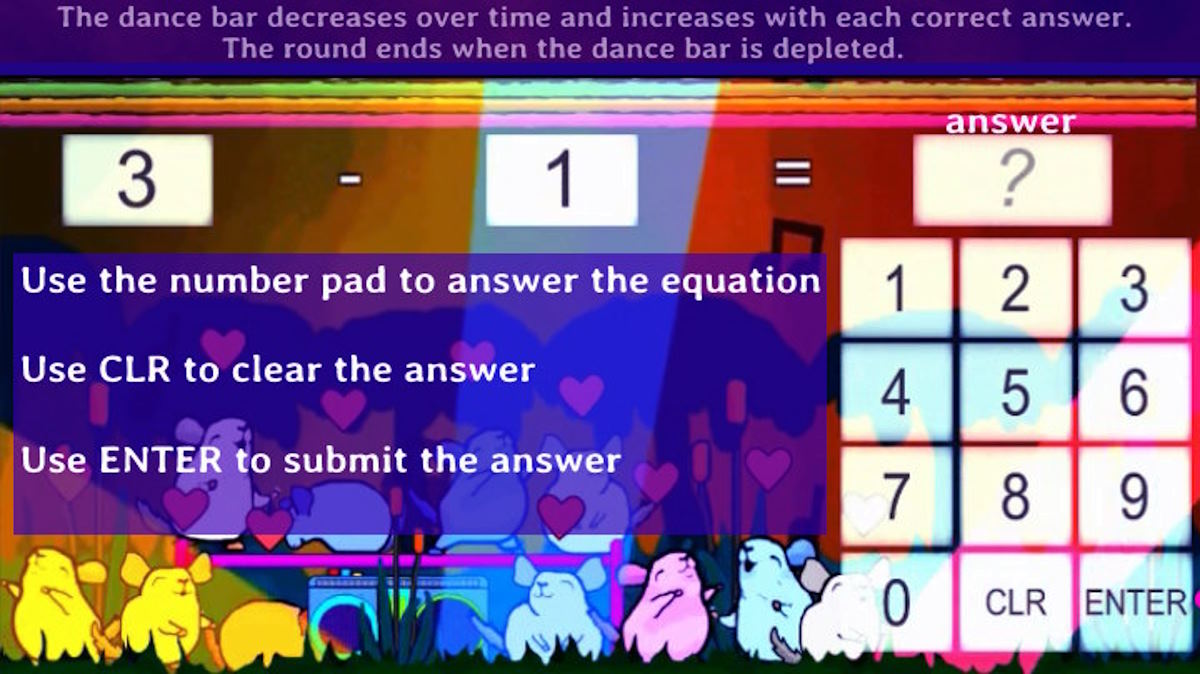 The dance bar decreases over time and increases with each correct answer.
The round ends when the dance bar is depleted.
answer
3 - 1 = ?
Use the number pad to answer the equation
Use CLR to clear the answer
Use ENTER to submit the answer
1 2 3
4 5 6
7 8 9
0 CLR ENTER